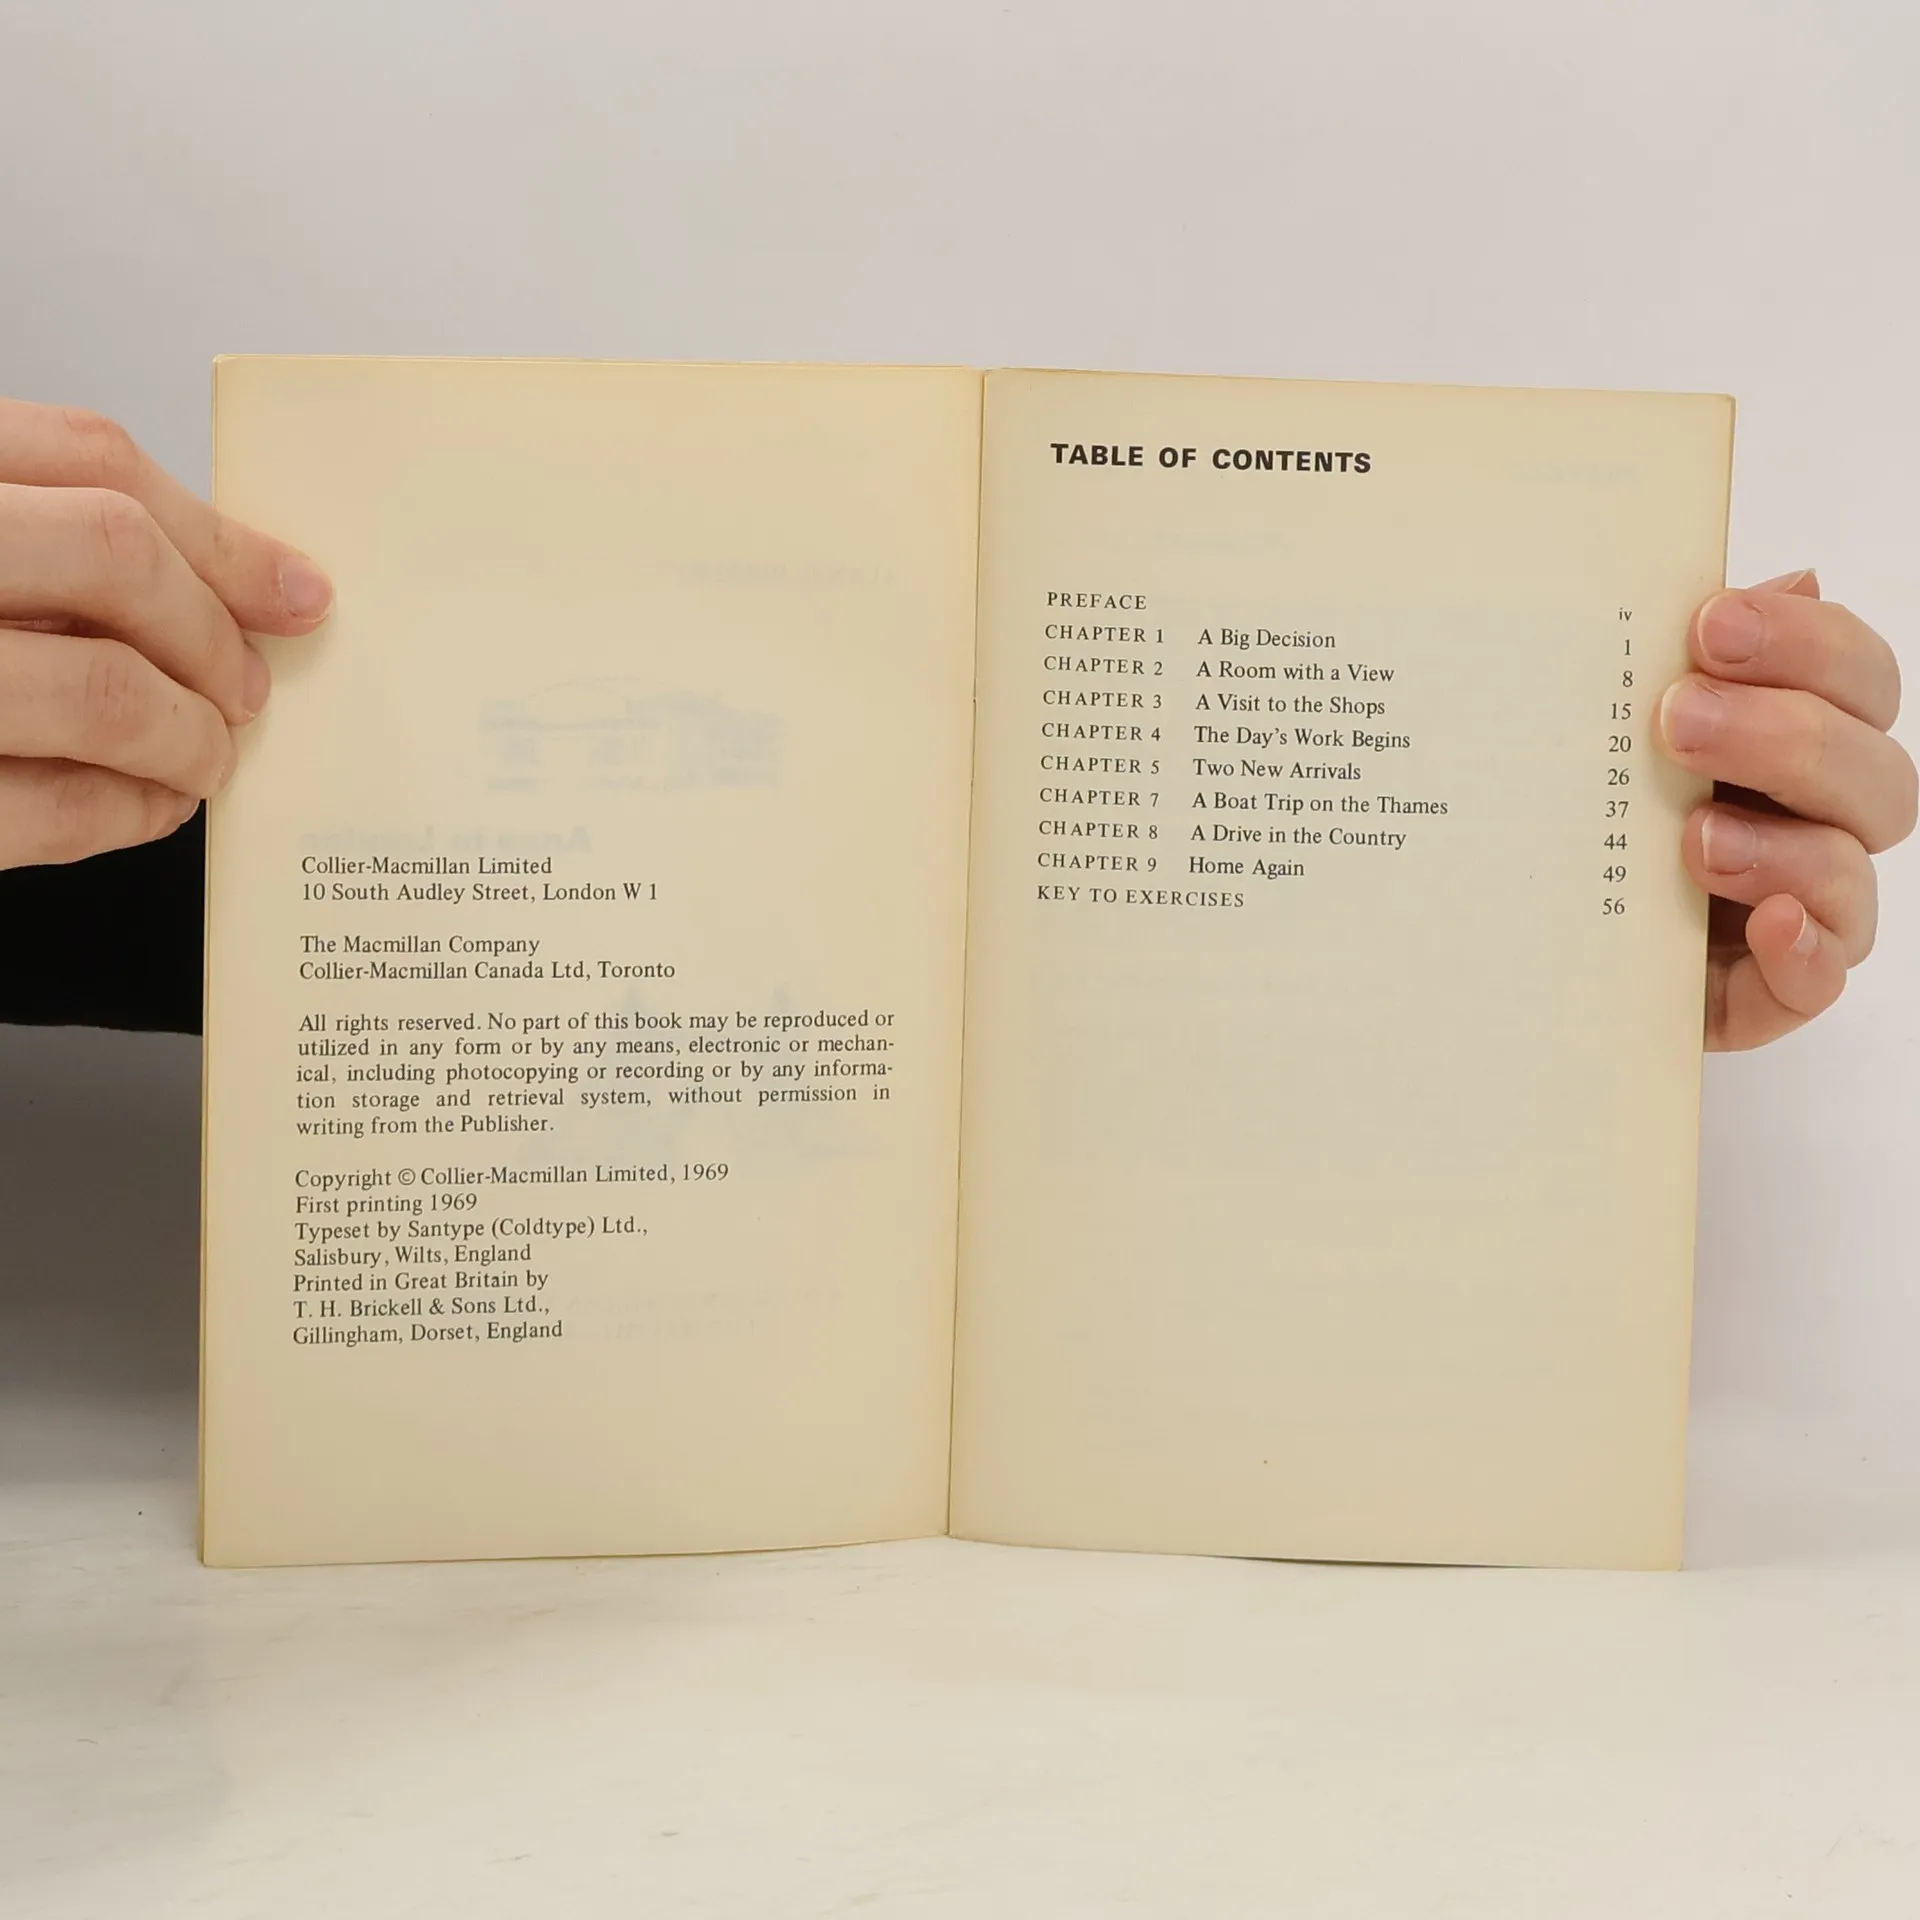 Collier-Macmillan Limited
10 South Audley Street, London W 1
The Macmillan Company
Collier-Macmillan Canada Ltd, Toronto
All rights reserved. No part of this book may be reproduced or
utilized in any form or by any means, electronic or mechan-
ical, including photocopying or recording or by any informa-
tion storage and retrieval system, without permission in
writing from the Publisher.
Copyright © Collier-Macmillan Limited, 1969
First printing 1969
Typeset by Santype (Coldtype) Ltd.,
Salisbury, Wilts, England
Printed in Great Britain by
T. H. Brickell & Sons Ltd.,
Gillingham, Dorset, England
TABLE OF CONTENTS
PREFACE iv
CHAPTER 1 A Big Decision 1
CHAPTER 2 A Room with a View 8
CHAPTER 3 A Visit to the Shops 15
CHAPTER 4 The Day's Work Begins 20
CHAPTER 5 Two New Arrivals 26
CHAPTER 7 A Boat Trip on the Thames 37
CHAPTER 8 A Drive in the Country 44
CHAPTER 9 Home Again 49
KEY TO EXERCISES 56